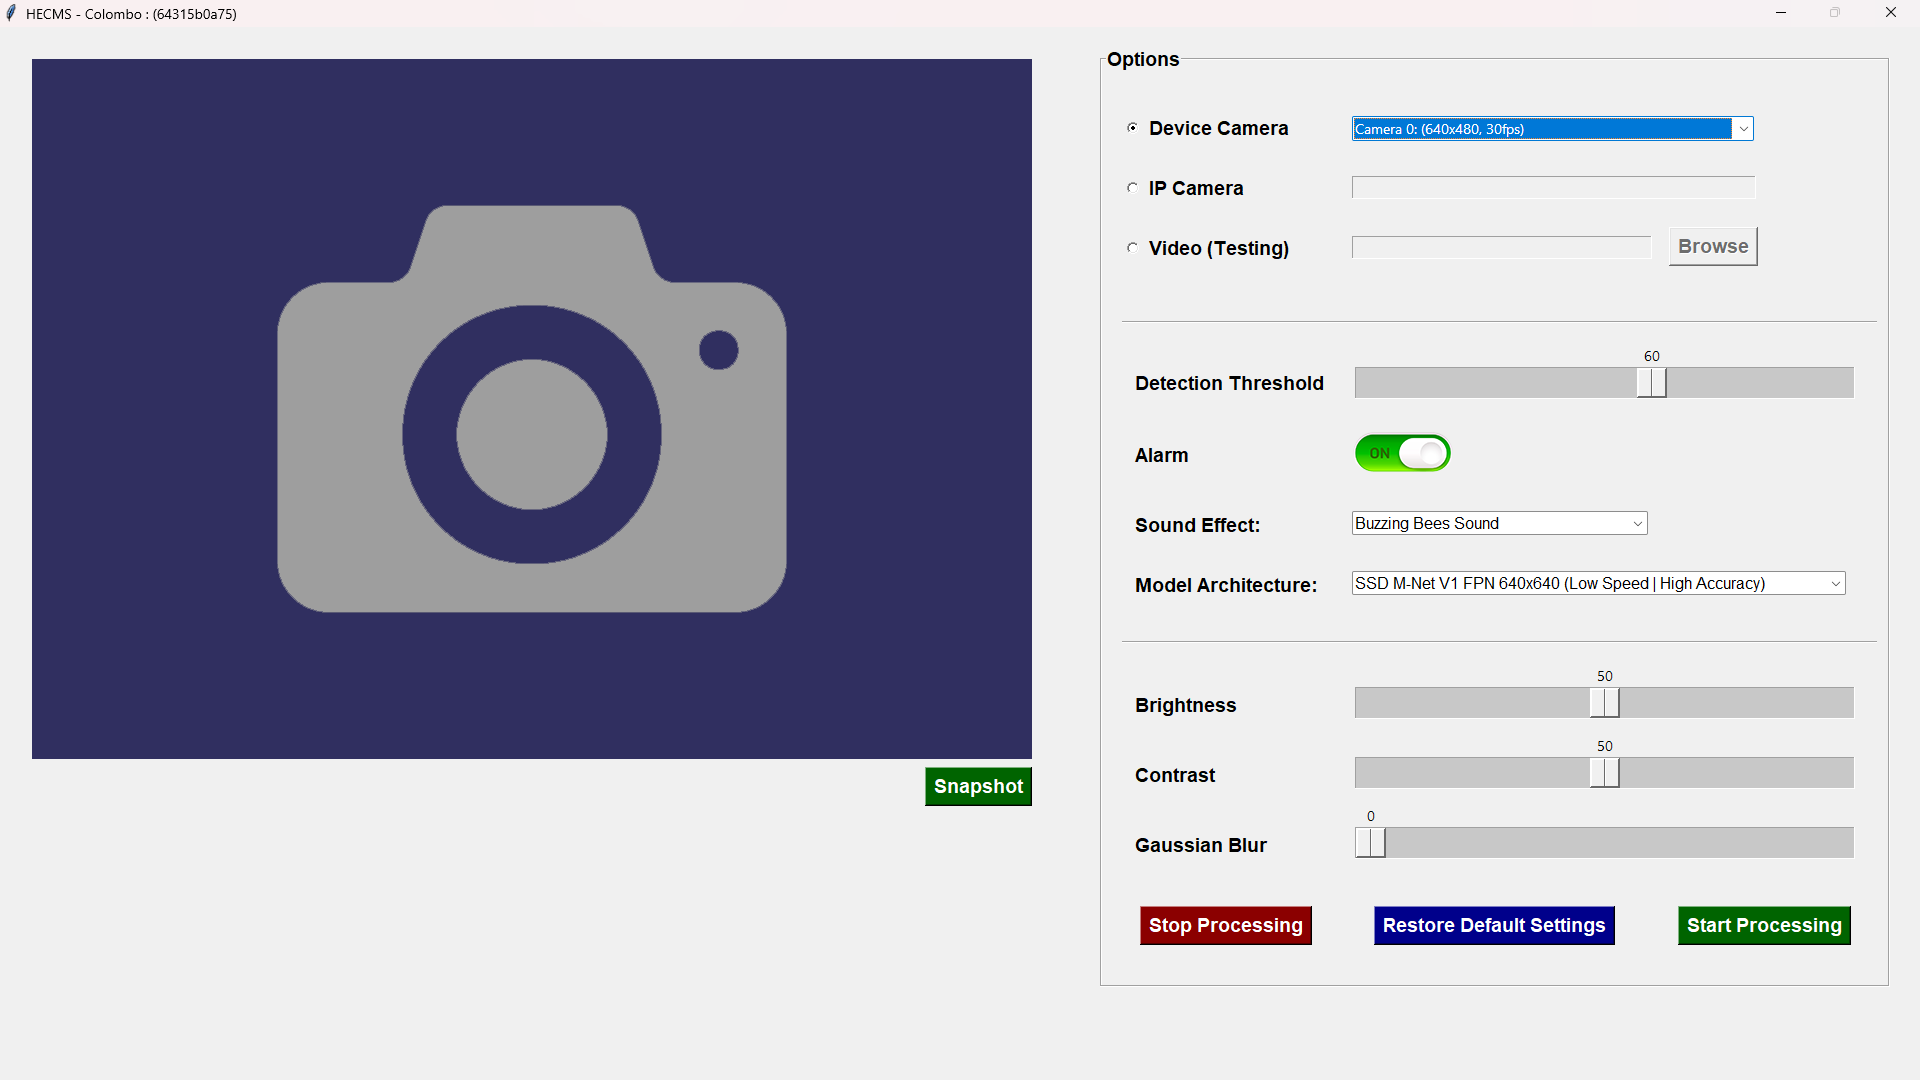 HECMS - Colombo : (64315b0a75)
Options
Device Camera
Camera 0: (640x480, 30fps)
IP Camera
Video (Testing)
Browse
60
Detection Threshold
Alarm
ON
Sound Effect:
Buzzing Bees Sound
Model Architecture:
SSD M-Net V1 FPN 640x640 (Low Speed | High Accuracy)
50
Brightness
50
Contrast
0
Gaussian Blur
Snapshot
Stop Processing
Restore Default Settings
Start Processing